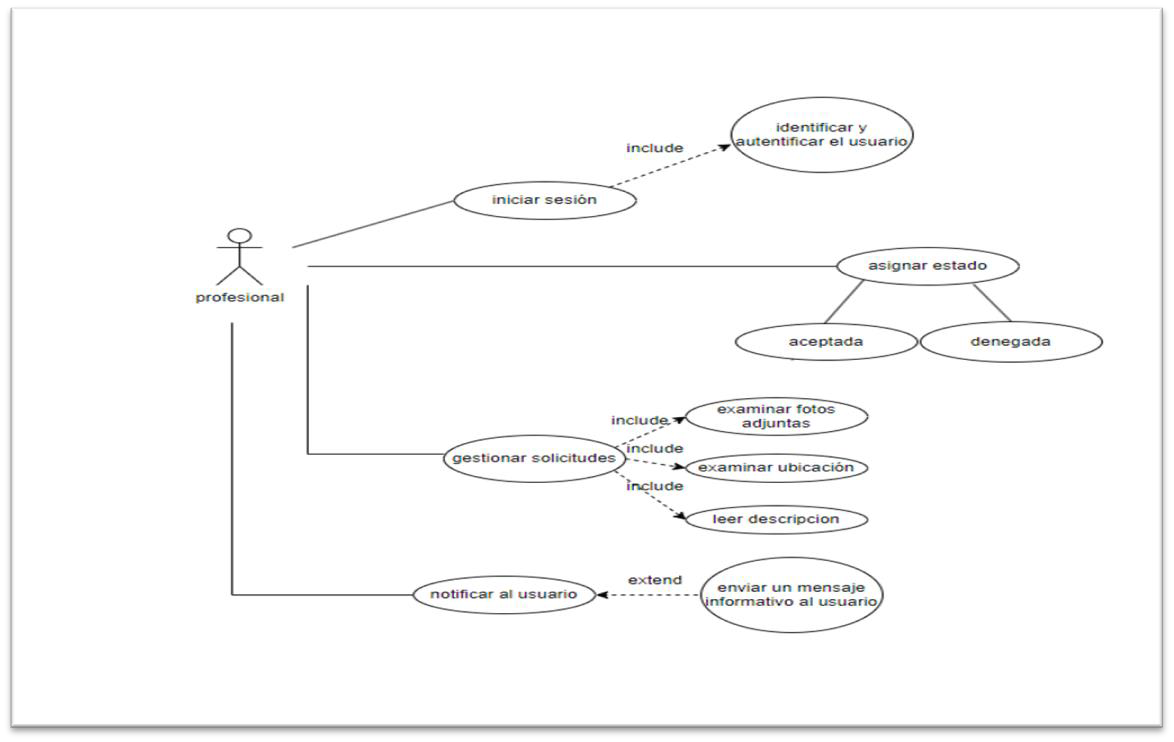 identificar y
autentificar el usuario
include
iniciar sesión
profesional
asignar estado
aceptada
denegada
examinar fotos
adjuntas
include
include
gestionar solicitudes
examinar ubicación
include
leer descripcion
extend
notificar al usuario
enviar un mensaje
informativo al usuario